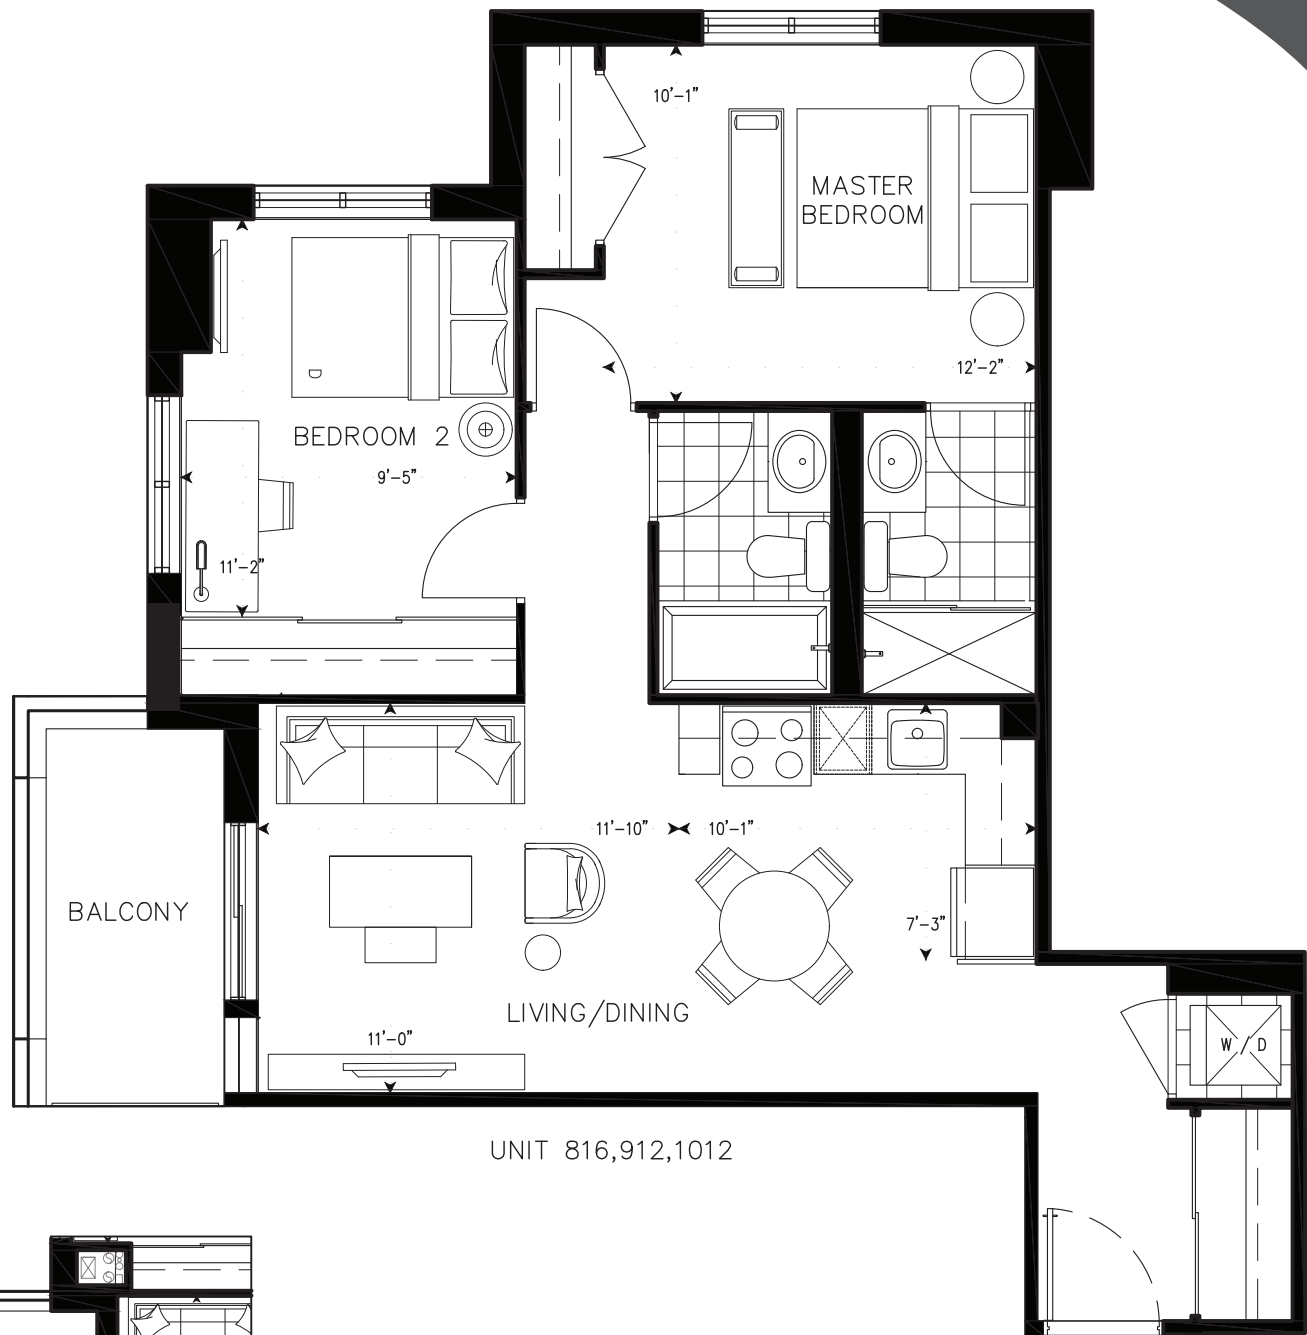 10'-1"
MASTER
BEDROOM
12'-2"
BEDROOM 2
9'-5"
11'-2"
11'-10" 10'-1"
BALCONY
7'-3"
LIVING/DINING
11'-0"
W/D
UNIT 816,912,1012